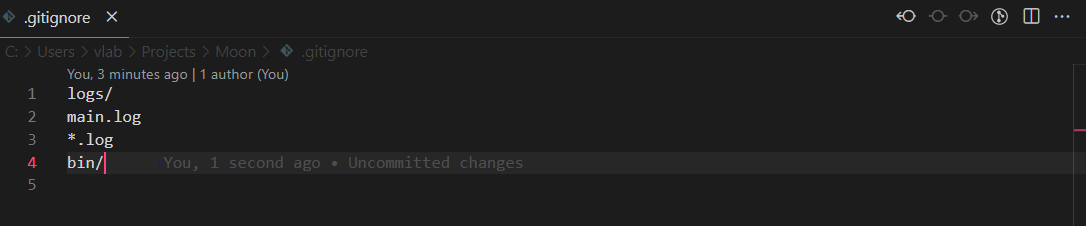 .gitignore
C: > Users > vlab > Projects > Moon > .gitignore
You, 3 minutes ago | 1 author (You)
1 logs/
2 main.log
3 *.log
4 bin/ You, 1 second ago • Uncommitted changes
5